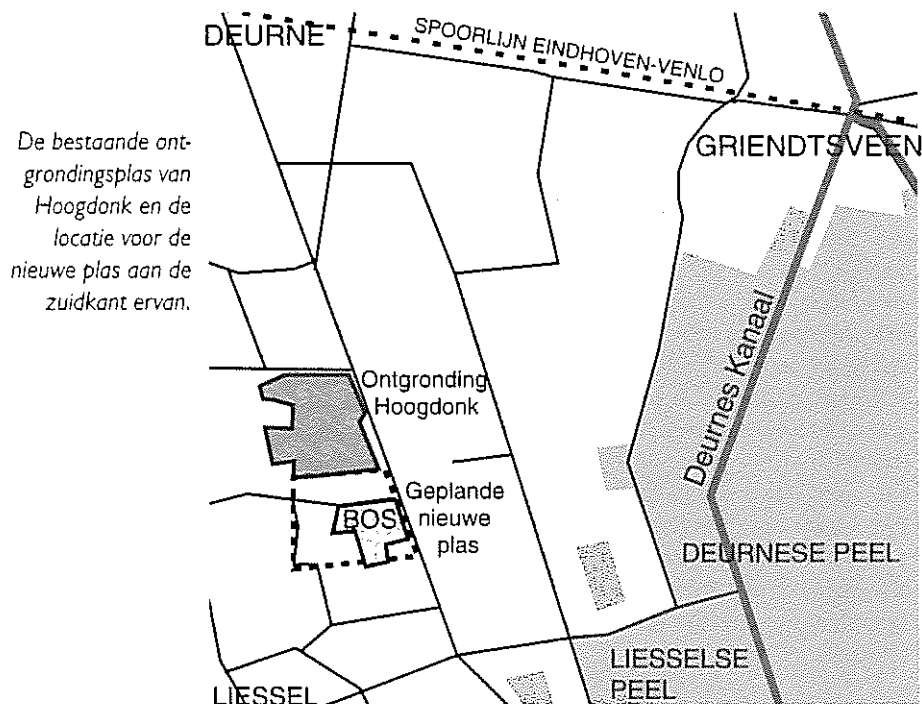 DEURNE
SPOORLIJN EINDHOVEN-VENLO
GRIENDTSVEEN
De bestaande ont-
grondingsplas van
Hoogdonk en de
locatie voor de
nieuwe plas aan de
zuidkant ervan.
Deurnes Kanaal
Ontgronding
Hoogdonk
Geplande
nieuwe
plas
BOS
DEURNESE PEEL
LIESSELSE
PEEL
LIESSEL